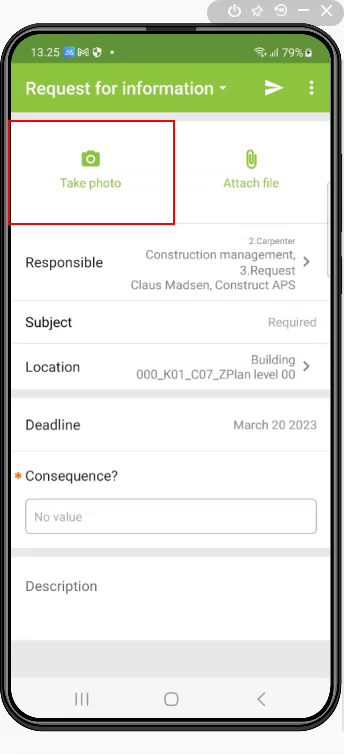 13.25
79%
Request for information
Take photo
Attach file
2.Carpenter
Responsible
Construction management,
3.Request
Claus Madsen, Construct APS
Subject
Required
Location
Building
000_K01_C07_ZPlan level 00
Deadline
March 20 2023
* Consequence?
No value
Description